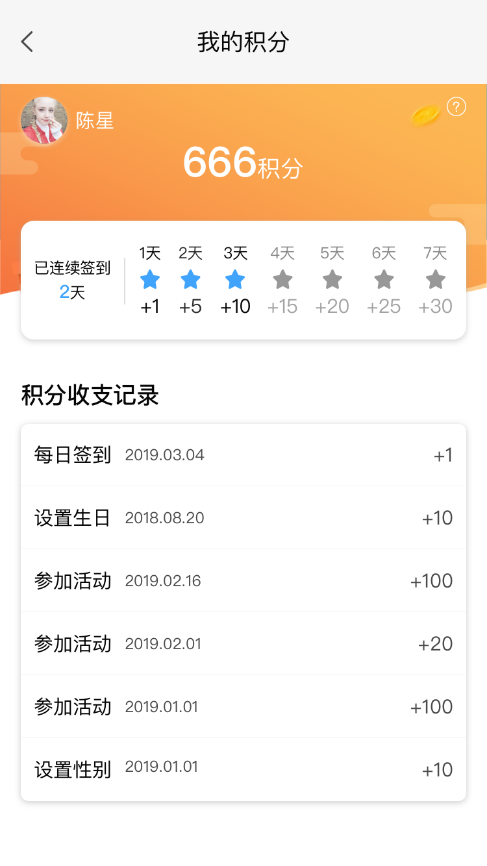 我的积分
陈星
?
666积分
已连续签到
2天
1天 2天 3天 4天 5天 6天 7天
+1 +5 +10 +15 +20 +25 +30
积分收支记录
每日签到 2019.03.04 +1
设置生日 2018.08.20 +10
参加活动 2019.02.16 +100
参加活动 2019.02.01 +20
参加活动 2019.01.01 +100
设置性别 2019.01.01 +10